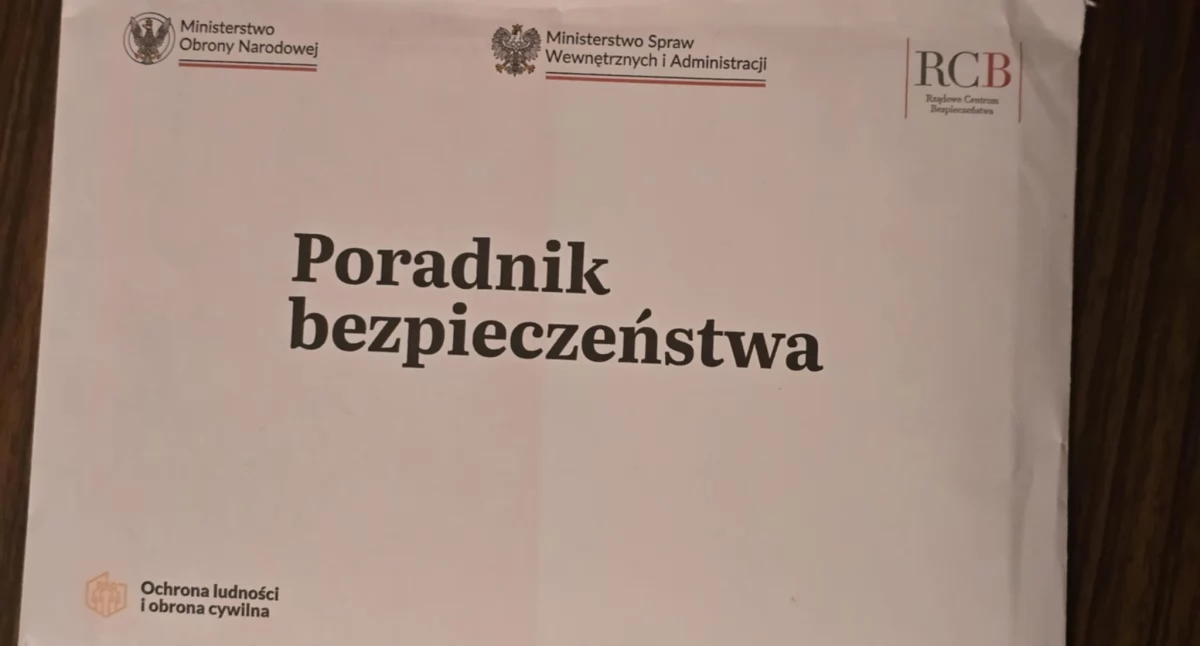 Ministerstwo
Obrony Narodowej
Ministerstwo Spraw
Wewnętrznych i Administracji
RCB
Rządowe Centrum
Bezpieczeństwa
Poradnik
bezpieczeństwa
Ochrona ludności
i obrona cywilna